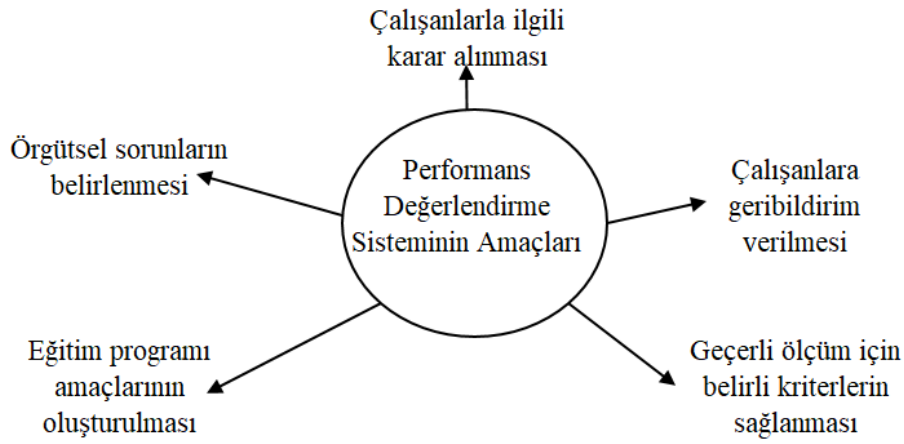 Çalışanlarla ilgili
karar alınması
Örgütsel sorunların
belirlenmesi
Performans
Değerlendirme
Sisteminin Amaçları
Çalışanlara
geribildirim
verilmesi
Eğitim programı
amaçlarının
oluşturulması
Geçerli ölçüm için
belirli kriterlerin
sağlanması